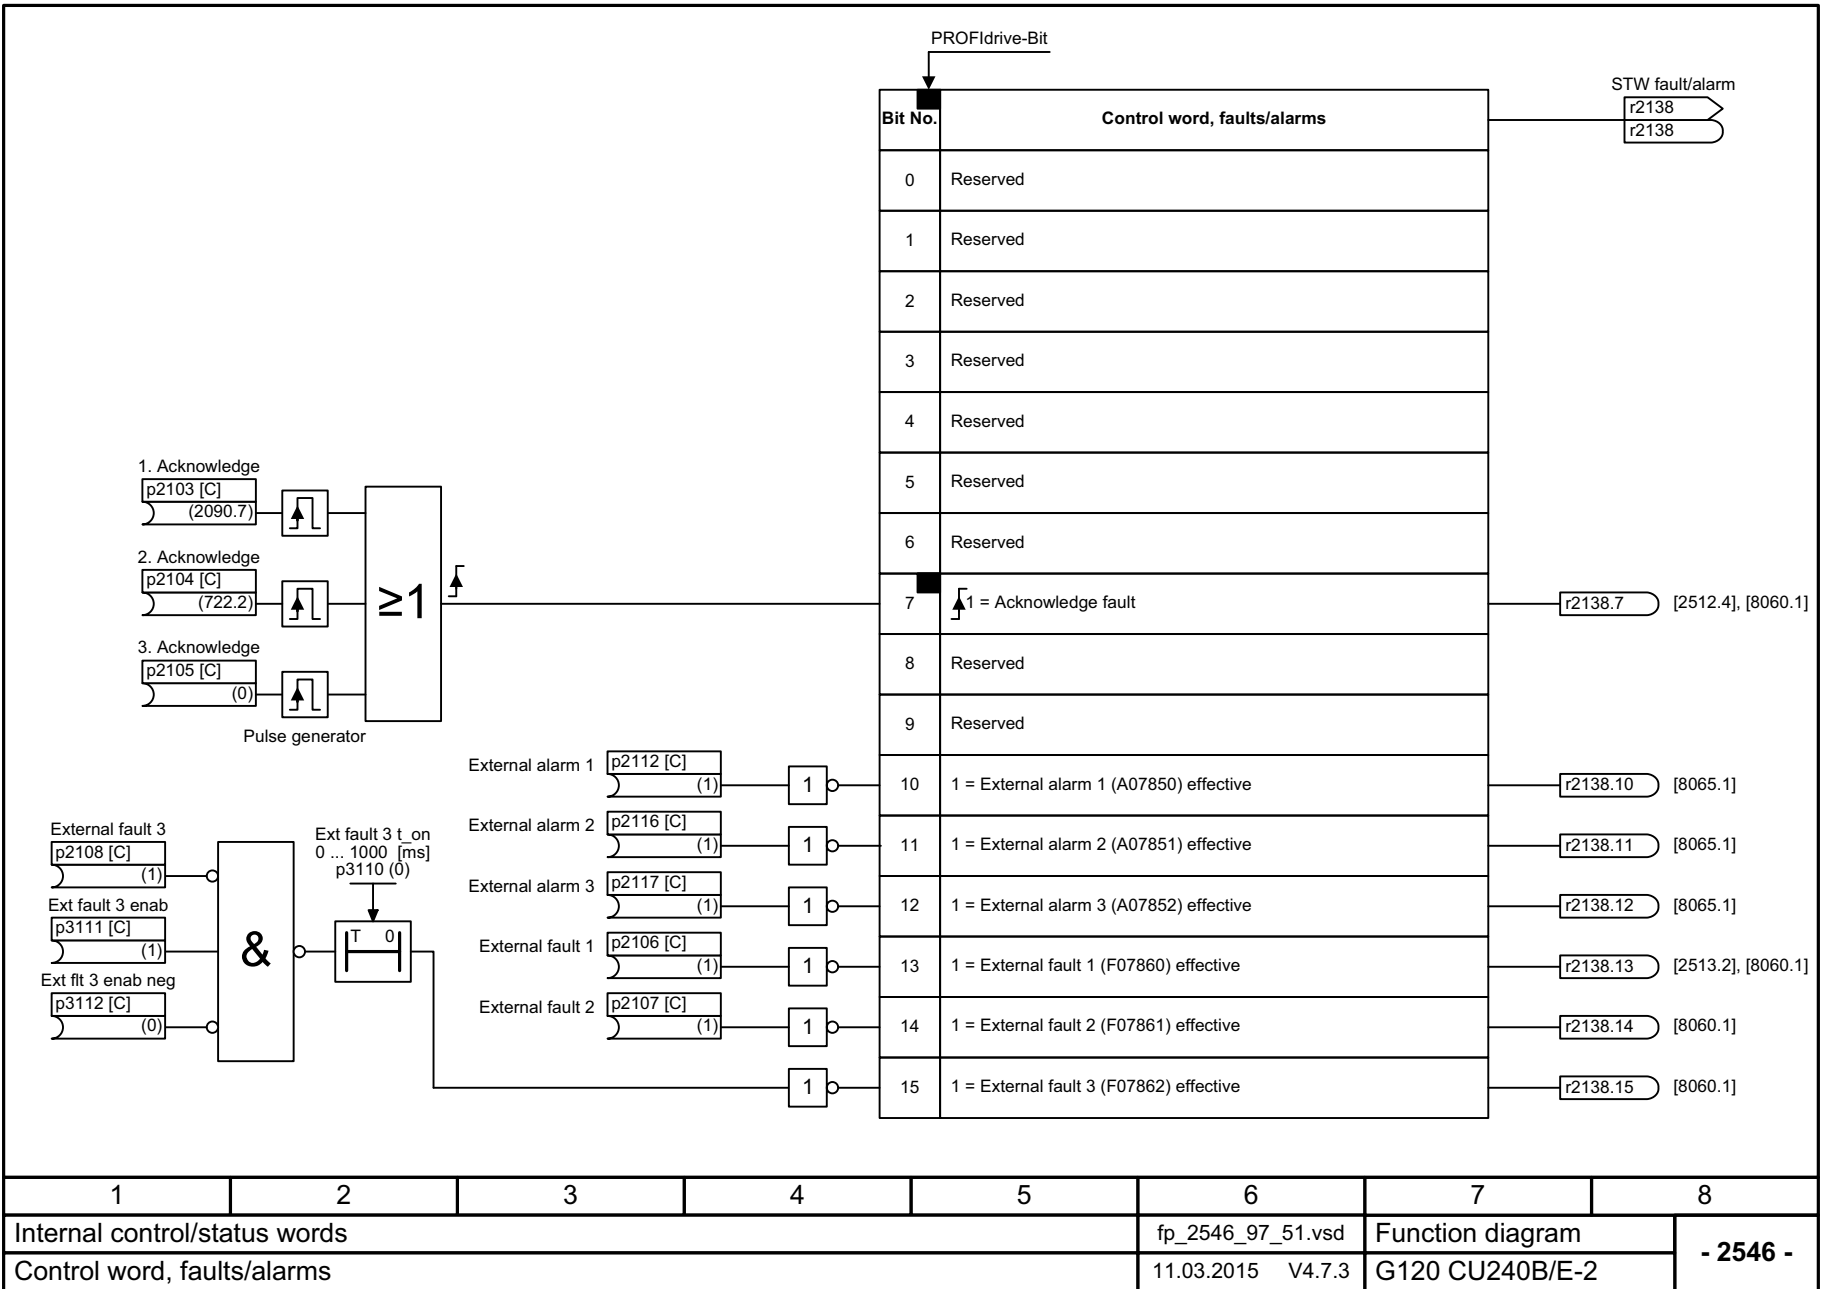 PROFIdrive-Bit
STW fault/alarm
r2138
r2138
Bit No. Control word, faults/alarms
0 Reserved
1 Reserved
2 Reserved
3 Reserved
4 Reserved
5 Reserved
6 Reserved
7 1 = Acknowledge fault r2138.7 [2512.4], [8060.1]
8 Reserved
9 Reserved
10 1 = External alarm 1 (A07850) effective r2138.10 [8065.1]
11 1 = External alarm 2 (A07851) effective r2138.11 [8065.1]
12 1 = External alarm 3 (A07852) effective r2138.12 [8065.1]
13 1 = External fault 1 (F07860) effective r2138.13 [2513.2], [8060.1]
14 1 = External fault 2 (F07861) effective r2138.14 [8060.1]
15 1 = External fault 3 (F07862) effective r2138.15 [8060.1]
1. Acknowledge
p2103 [C]
(2090.7)
2. Acknowledge
p2104 [C]
(722.2)
3. Acknowledge
p2105 [C]
(0)
Pulse generator
≥1
External alarm 1 p2112 [C]
(1) 1
External alarm 2 p2116 [C]
(1) 1
External alarm 3 p2117 [C]
(1) 1
External fault 1 p2106 [C]
(1) 1
External fault 2 p2107 [C]
(1) 1
1
External fault 3
p2108 [C]
(1)
Ext fault 3 enab
p3111 [C]
(1)
Ext flt 3 enab neg
p3112 [C]
(0)
&
Ext fault 3 t_on
0 ... 1000 [ms]
p3110 (0)
T 0
1 2 3 4 5 6 7 8
Internal control/status words fp_2546_97_51.vsd Function diagram
- 2546 -
Control word, faults/alarms 11.03.2015 V4.7.3 G120 CU240B/E-2